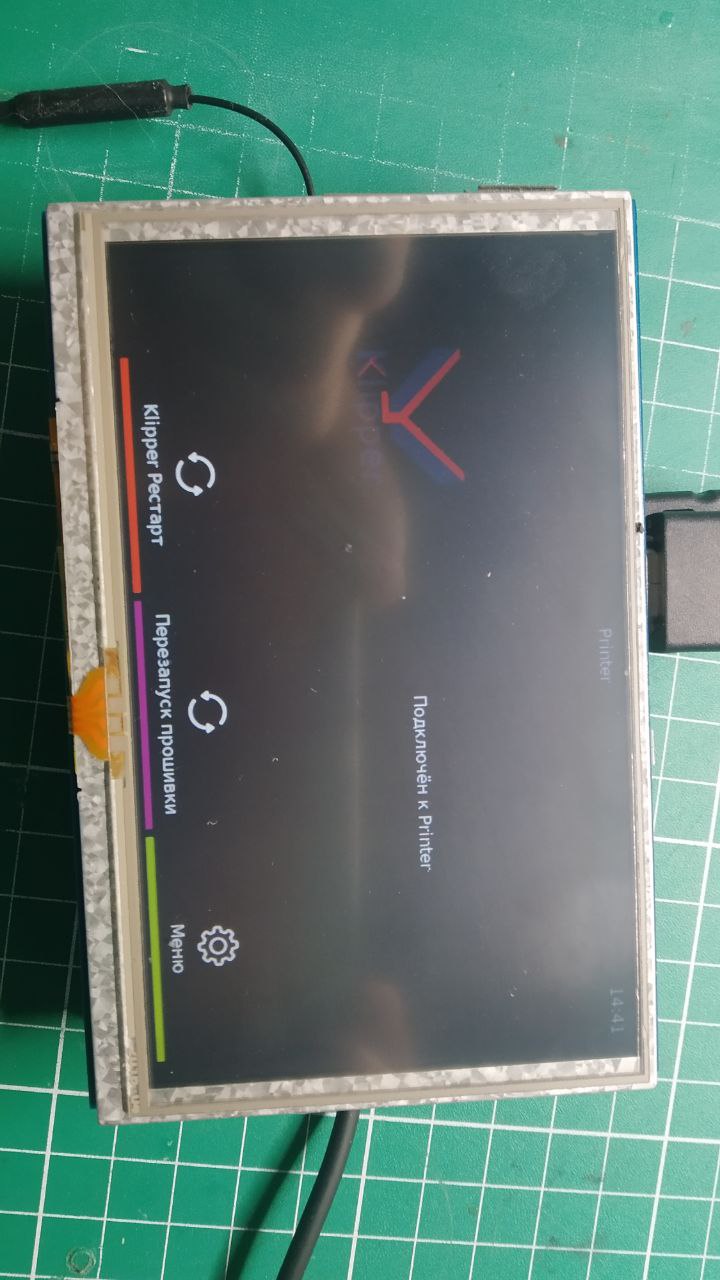 Printer
14:41
Klipper
Подключён к Printer
Klipper Рестарт
Перезапуск прошивки
Меню